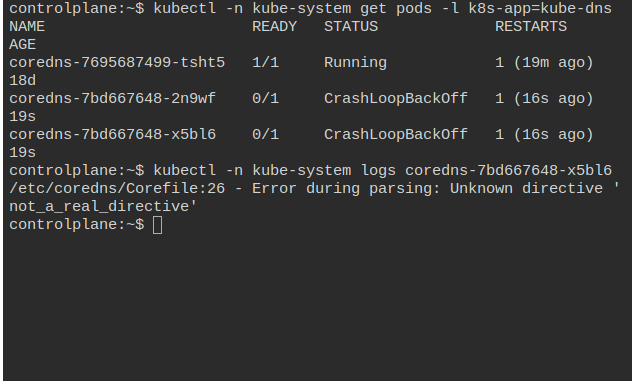 controlplane:~$ kubectl -n kube-system get pods -l k8s-app=kube-dns
NAME                       READY   STATUS             RESTARTS
AGE
coredns-7695687499-tsht5   1/1     Running            1 (19m ago)
18d
coredns-7bd667648-2n9wf    0/1     CrashLoopBackOff   1 (16s ago)
19s
coredns-7bd667648-x5bl6    0/1     CrashLoopBackOff   1 (16s ago)
19s
controlplane:~$ kubectl -n kube-system logs coredns-7bd667648-x5bl6
/etc/coredns/Corefile:26 - Error during parsing: Unknown directive '
not_a_real_directive'
controlplane:~$